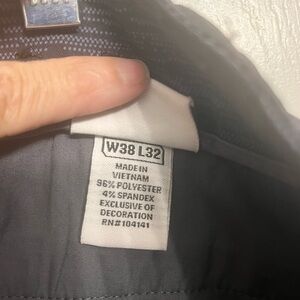 W38 L32
MADE IN
VIETNAM
96% POLYESTER
4% SPANDEX
EXCLUSIVE OF
DECORATION
RN#104141